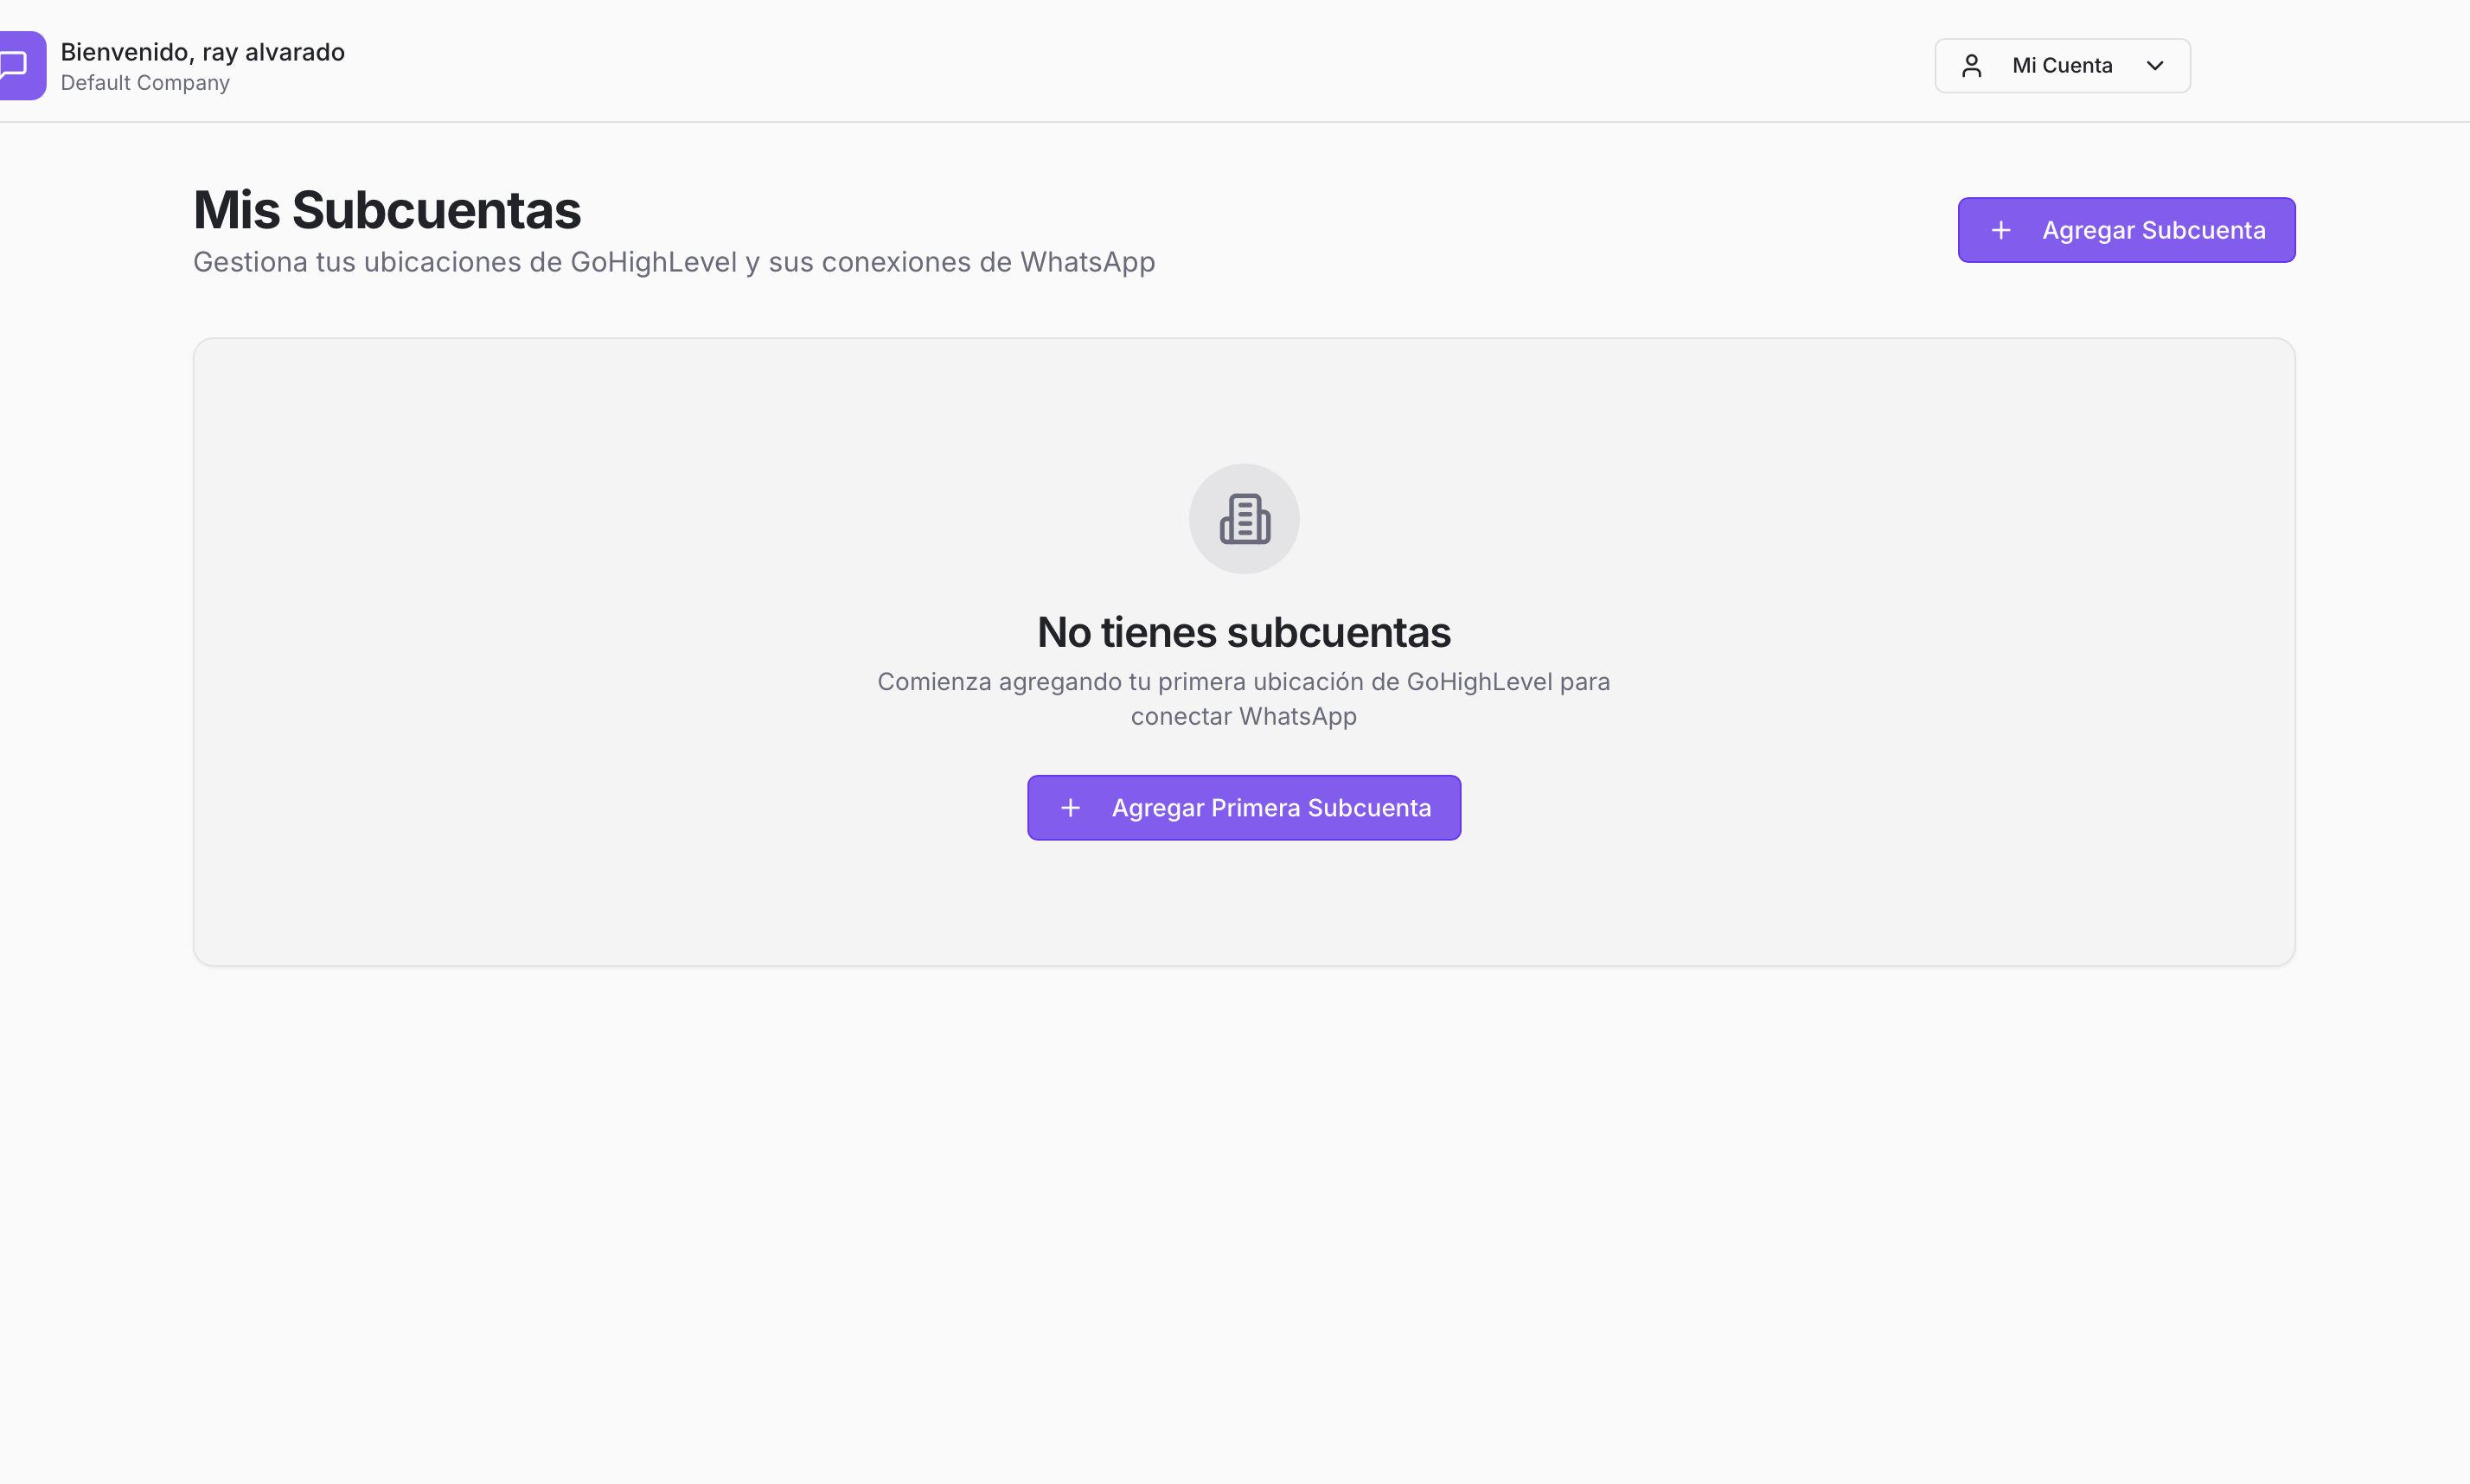 Bienvenido, ray alvarado
Default Company
Mi Cuenta
Mis Subcuentas
Gestiona tus ubicaciones de GoHighLevel y sus conexiones de WhatsApp
Agregar Subcuenta
No tienes subcuentas
Comienza agregando tu primera ubicación de GoHighLevel para
conectar WhatsApp
Agregar Primera Subcuenta